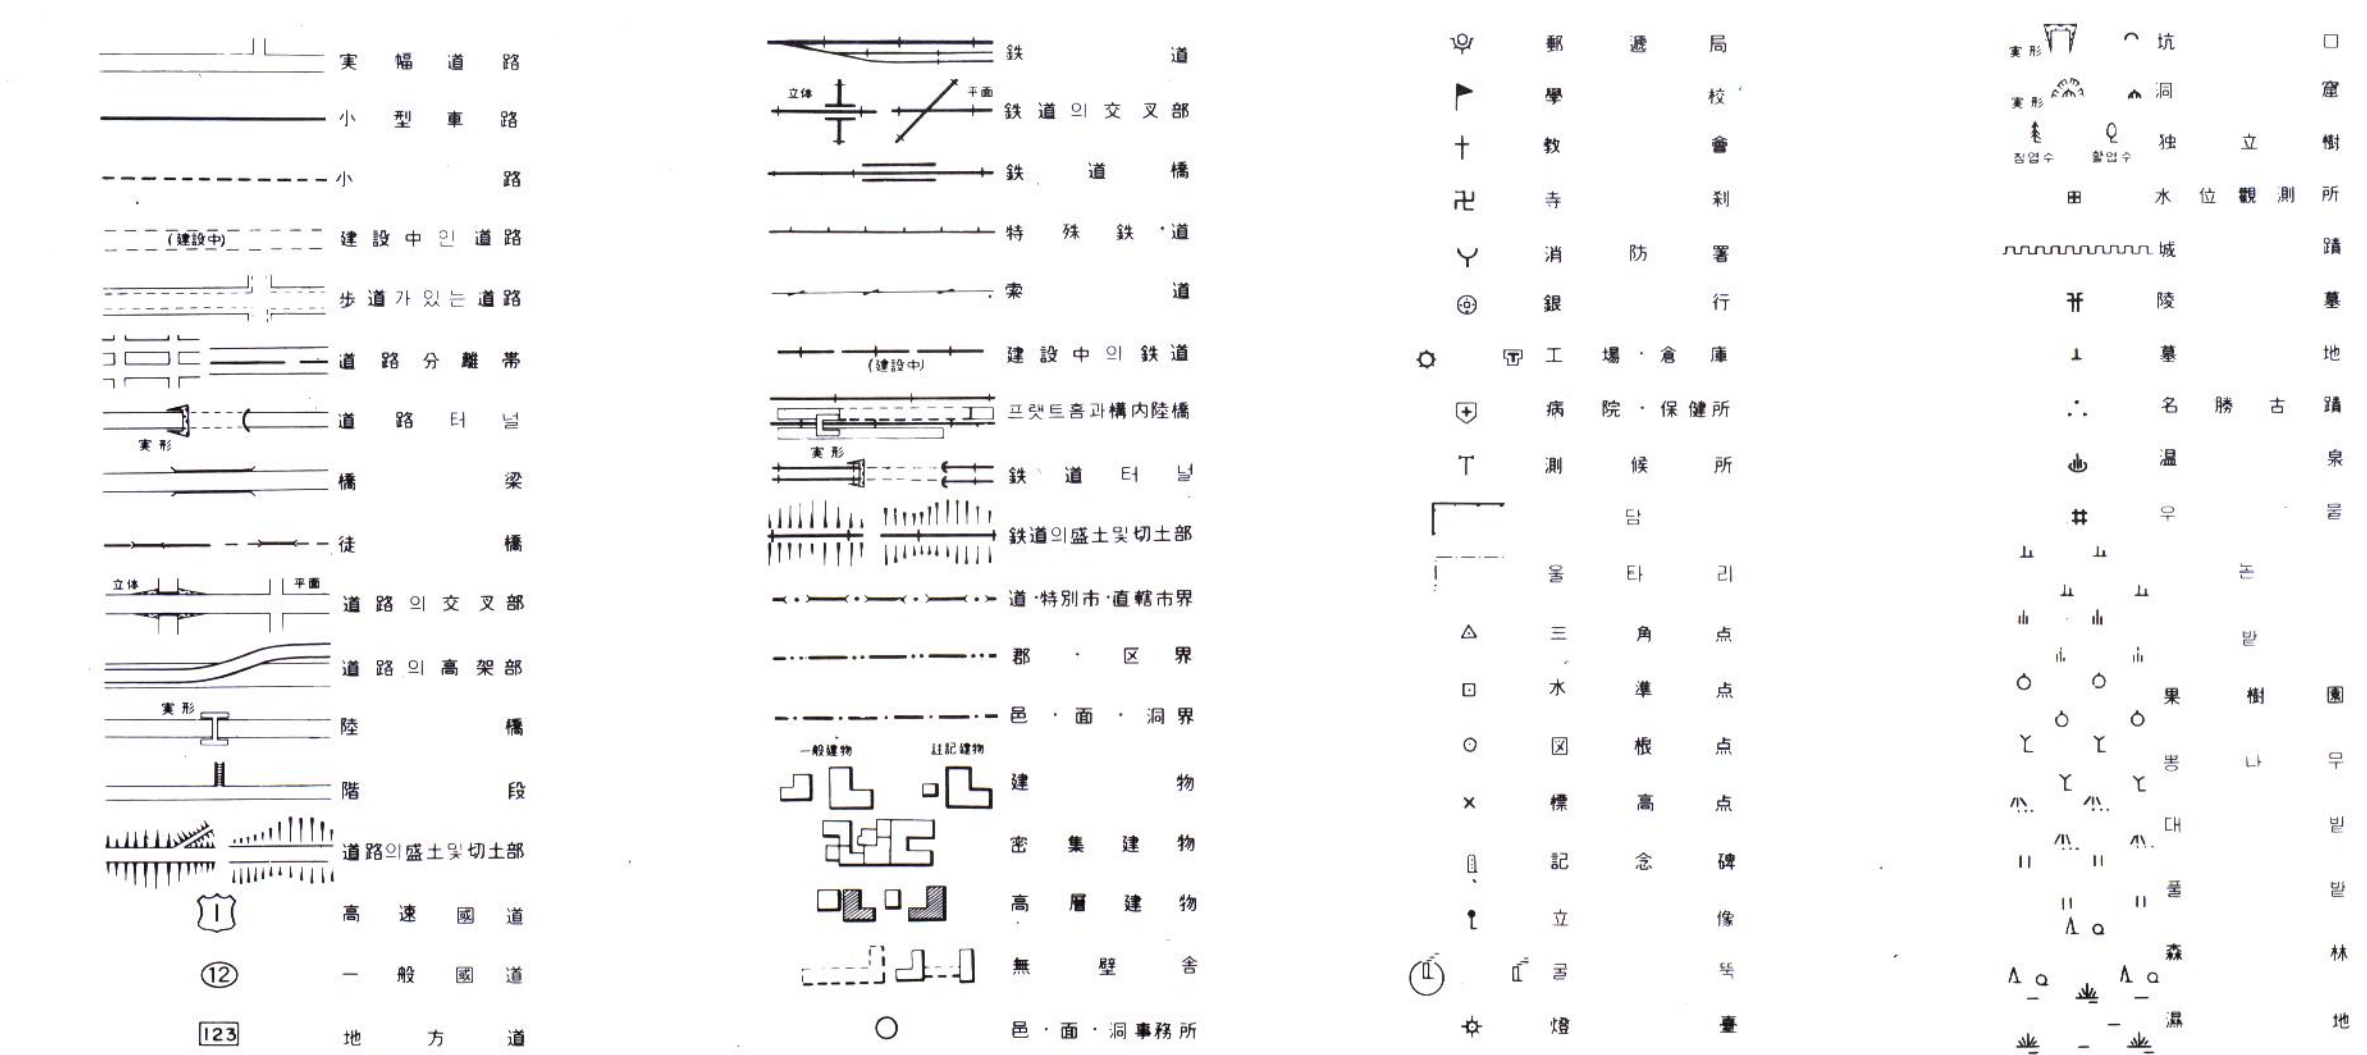 実幅道路
小型車路
小路
(建設中)
建設中인道路
歩道가있는道路
道路分離帯
道路터널
実形
橋梁
徒橋
立体
平面
道路의交叉部
道路의高架部
実形
陸橋
階段
道路의盛土및切土部
1
高速國道
12
一般國道
123
地方道
鉄道
立体
平面
鉄道의交叉部
鉄道橋
特殊鉄道
索道
建設中의鉄道
(建設中)
프랫트홈과構内陸橋
実形
鉄道터널
鉄道의盛土및切土部
道·特別市·直轄市界
郡·区界
邑·面·洞界
一般建物
註記建物
建物
密集建物
高層建物
無壁舎
邑·面·洞事務所
郵遞局
學校
教會
寺刹
消防署
銀行
工場·倉庫
病院·保健所
測候所
담
울타리
三角点
水準点
図根点
標高点
記念碑
立像
굴뚝
燈臺
実形
坑口
実形
洞窟
침엽수
활엽수
独立樹
水位觀測所
城蹟
陵墓
墓地
名勝古蹟
温泉
우물
논
밭
果樹園
뽕나무
대밭
풀밭
森林
濕地